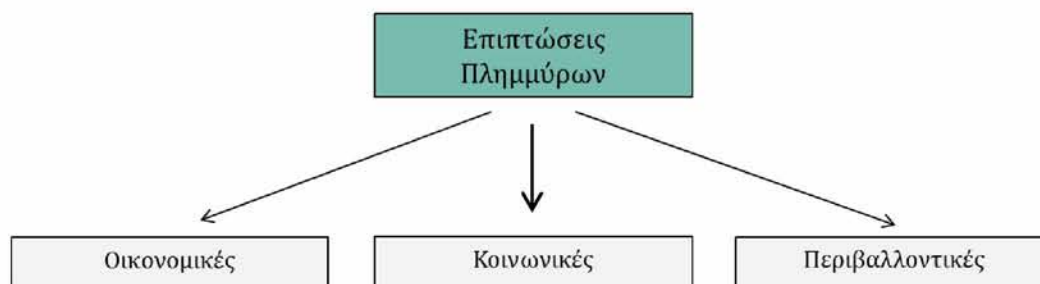 Επιπτώσεις
Πλημμύρων
Οικονομικές
Κοινωνικές
Περιβαλλοντικές